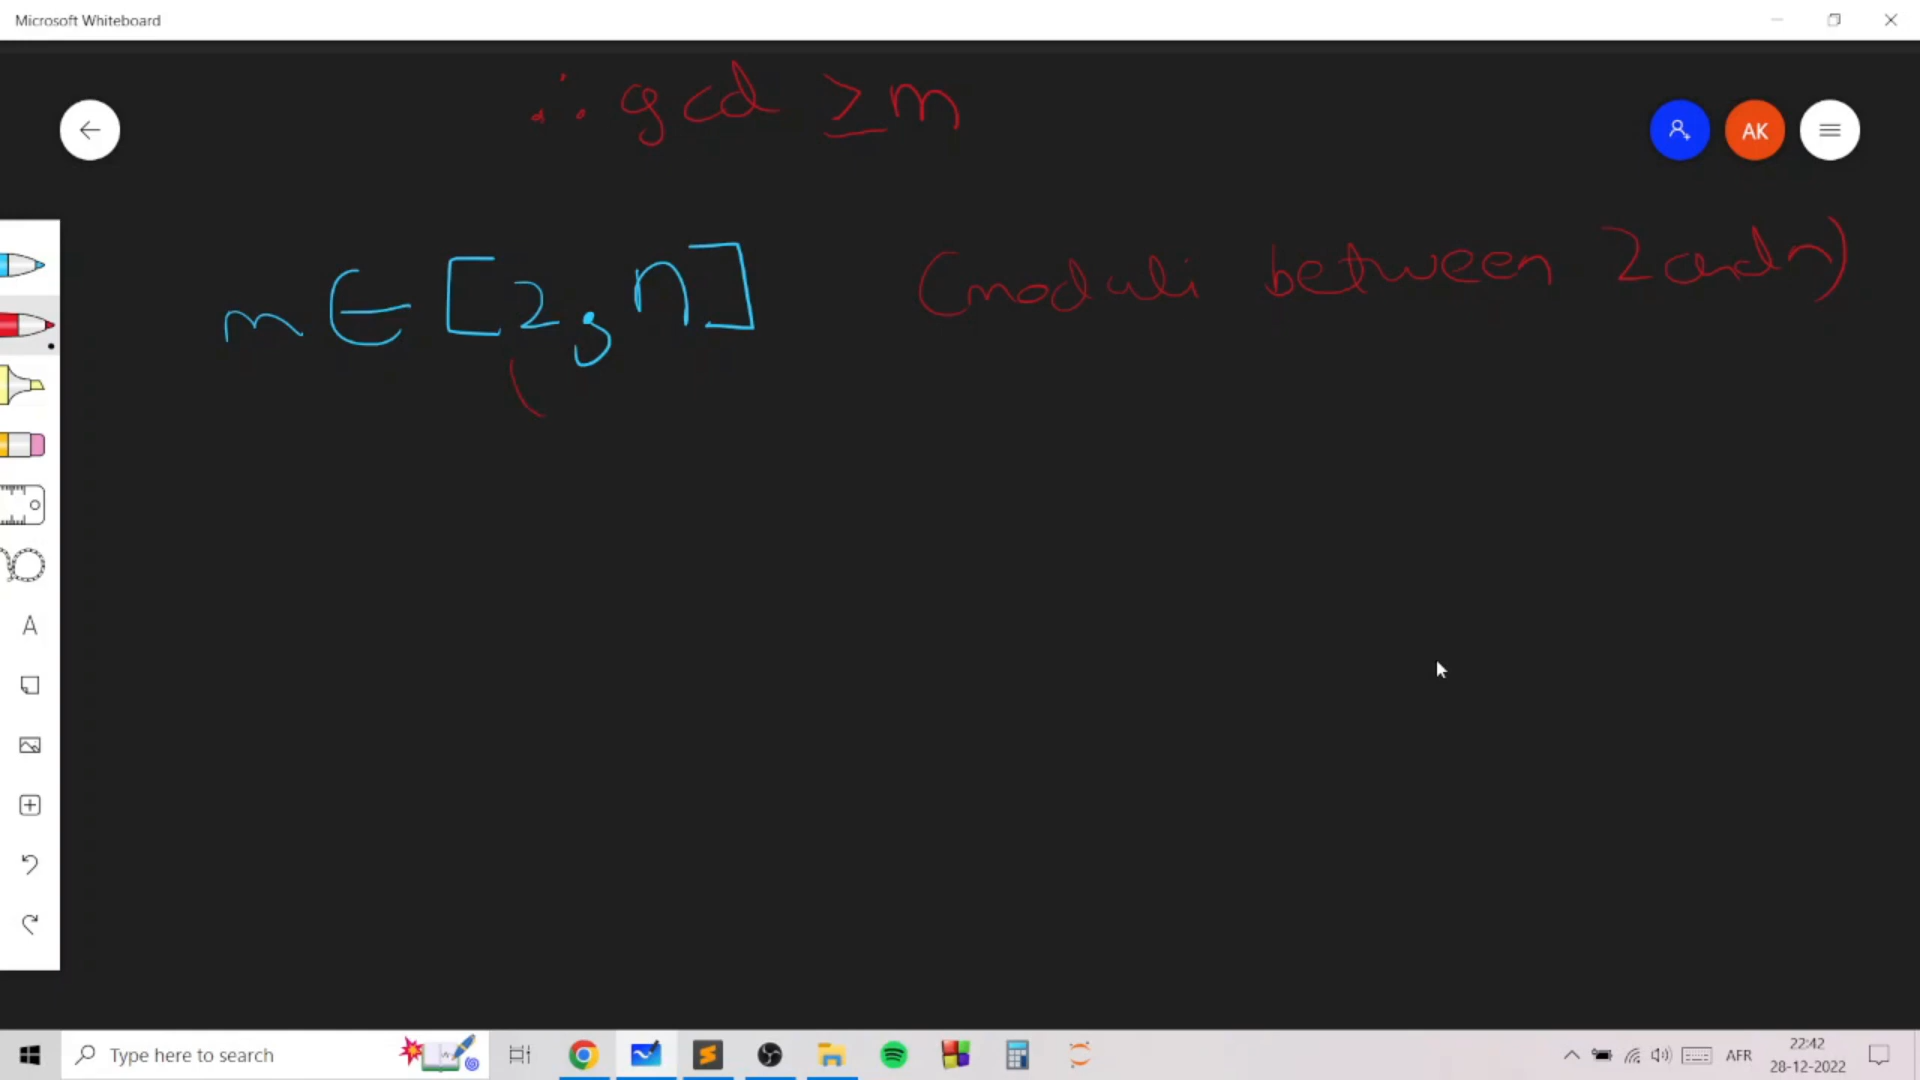 Microsoft Whiteboard
∴ gcd ≥ m
AK
m ∈ [2, n] (moduli between 2 and n)
(
A
Type here to search
AFR
22:42
28-12-2022